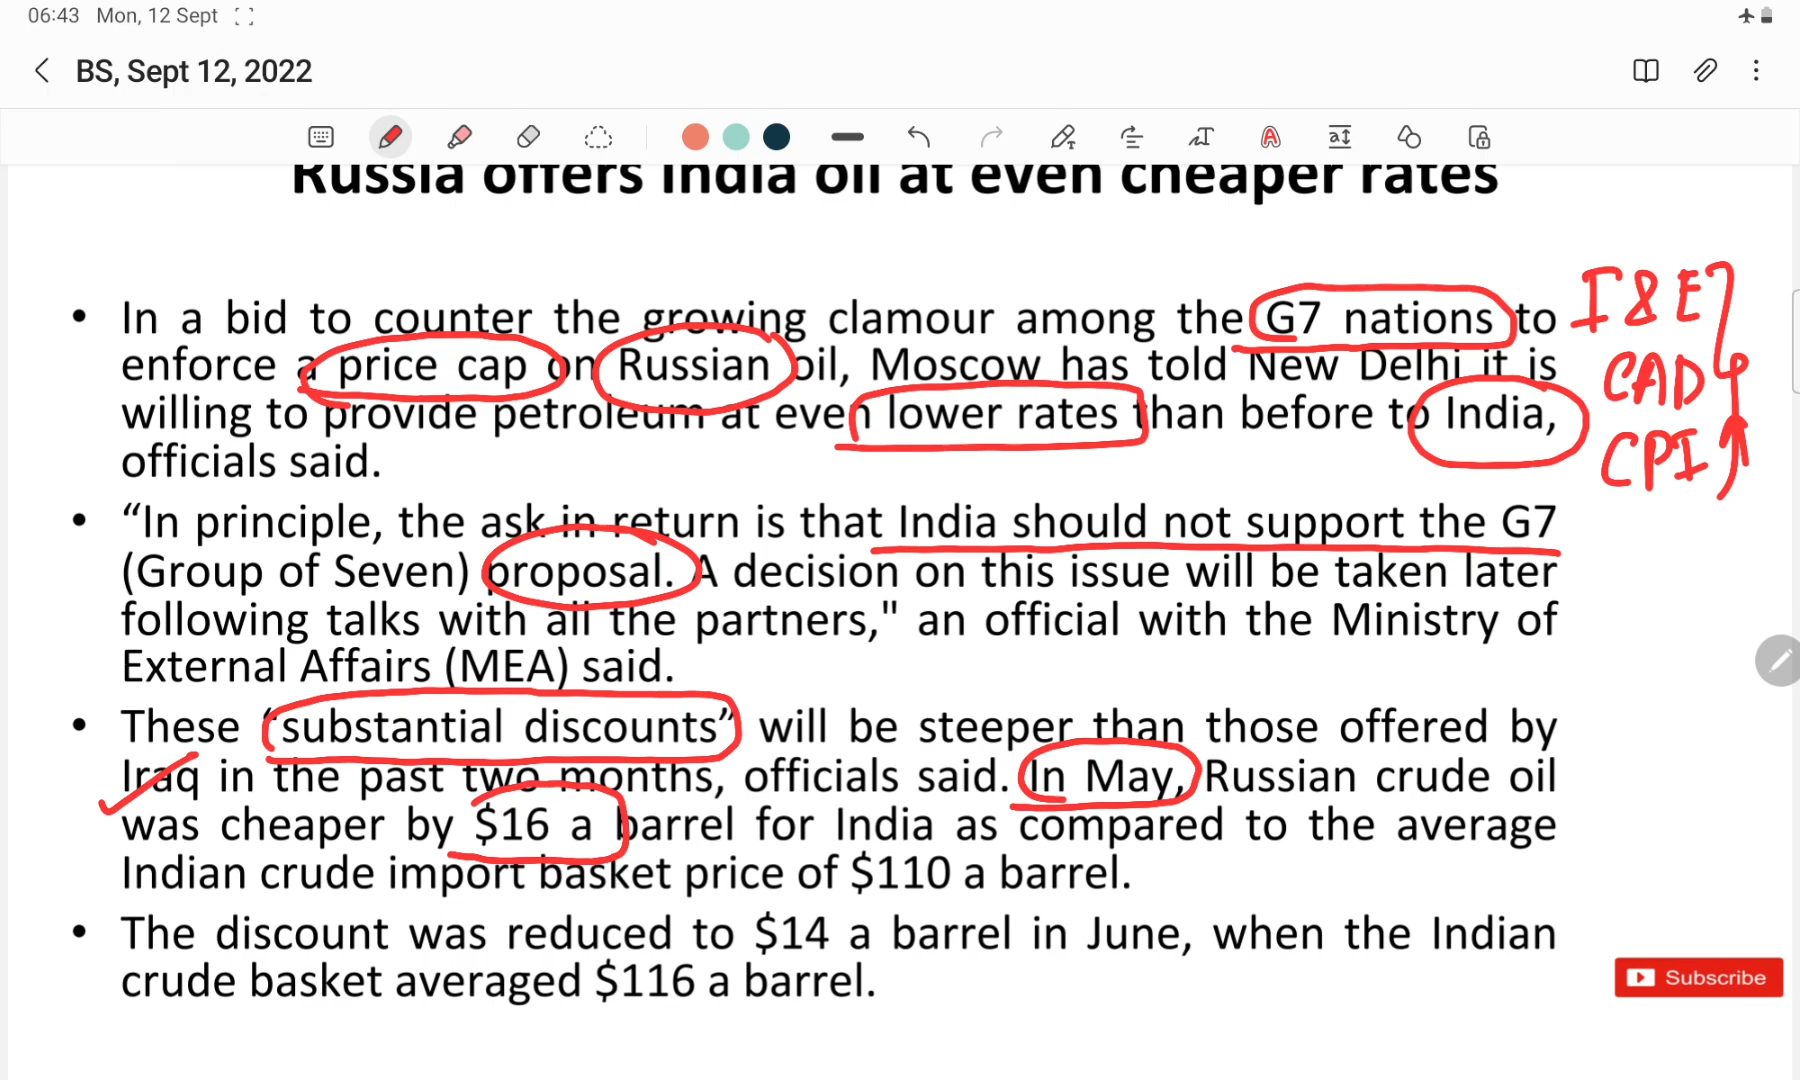 06:43 Mon, 12 Sept
BS, Sept 12, 2022
Russia offers India oil at even cheaper rates
• In a bid to counter the growing clamour among the G7 nations to
enforce a price cap on Russian oil, Moscow has told New Delhi it is
willing to provide petroleum at even lower rates than before to India,
officials said.
I & E
CAD
CPI
• “In principle, the ask in return is that India should not support the G7
(Group of Seven) proposal. A decision on this issue will be taken later
following talks with all the partners," an official with the Ministry of
External Affairs (MEA) said.
• These “substantial discounts” will be steeper than those offered by
Iraq in the past two months, officials said. In May, Russian crude oil
was cheaper by $16 a barrel for India as compared to the average
Indian crude import basket price of $110 a barrel.
• The discount was reduced to $14 a barrel in June, when the Indian
crude basket averaged $116 a barrel.
Subscribe